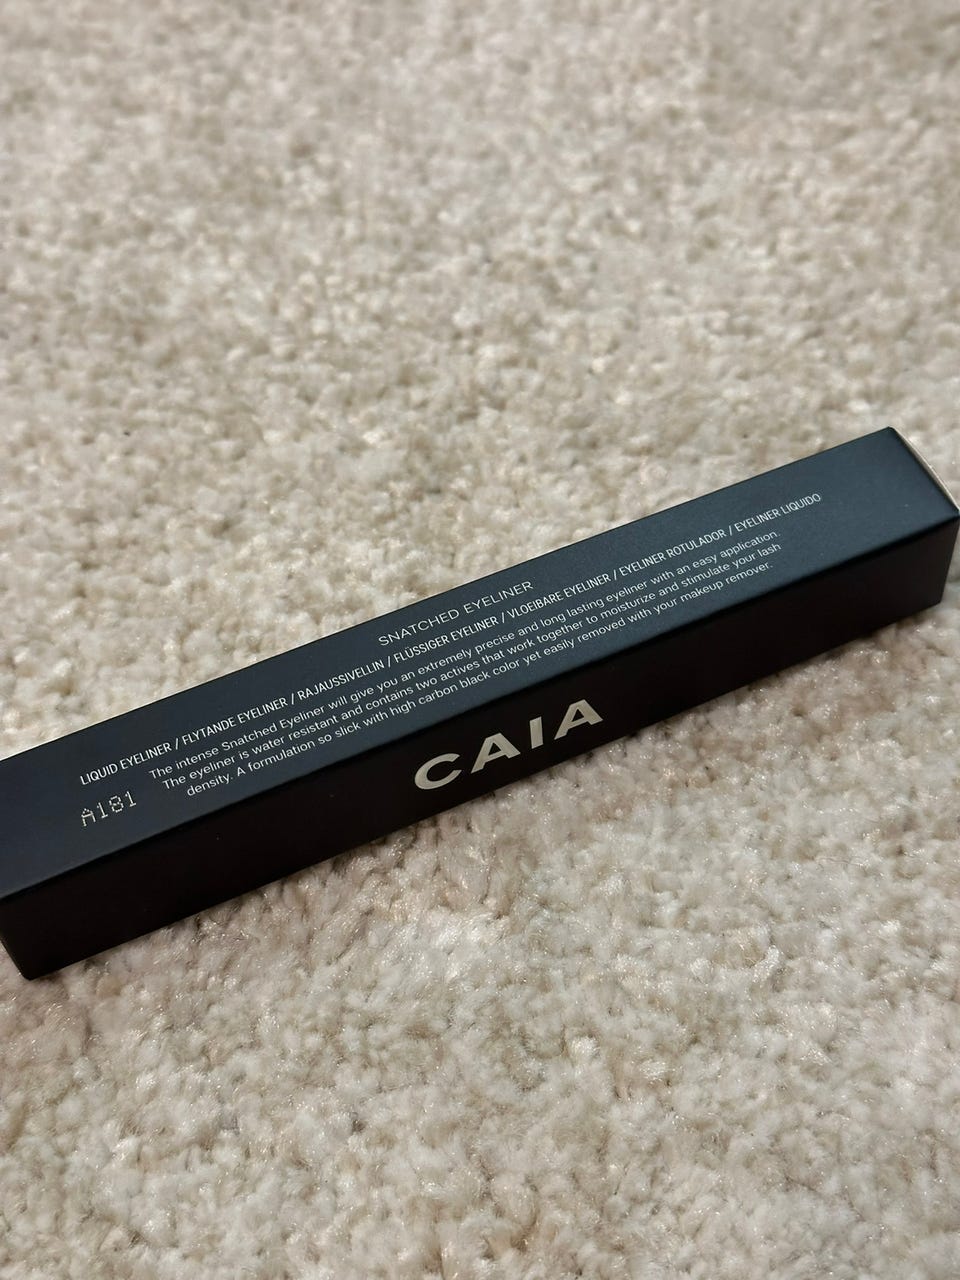 SNATCHED EYELINER
LIQUID EYELINER / FLYTANDE EYELINER / RAJAUSSIVELLIN / FLÜSSIGER EYELINER / VLOEIBARE EYELINER / EYELINER ROTULADOR / EYELINER LIQUIDO
The intense Snatched Eyeliner will give you an extremely precise and long lasting eyeliner with an easy application.
The eyeliner is water resistant and contains two actives that work together to moisturize and stimulate your lash
density. A formulation so slick with high carbon black color yet easily removed with your makeup remover.
A181
CAIA